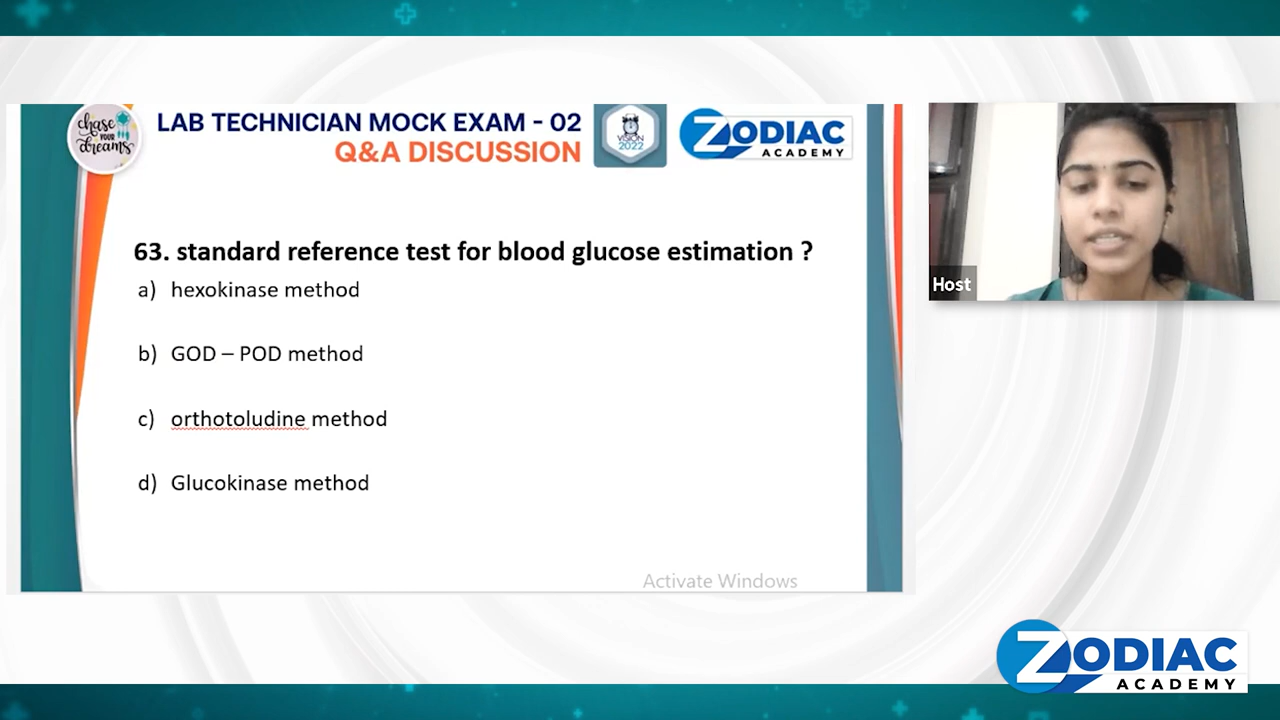 chase
YOUR
dreams
LAB TECHNICIAN MOCK EXAM - 02
Q&A DISCUSSION
VISION
2022
ZODIAC
ACADEMY
63. standard reference test for blood glucose estimation ?
a) hexokinase method
b) GOD – POD method
c) orthotoludine method
d) Glucokinase method
Activate Windows
Host
ZODIAC
ACADEMY